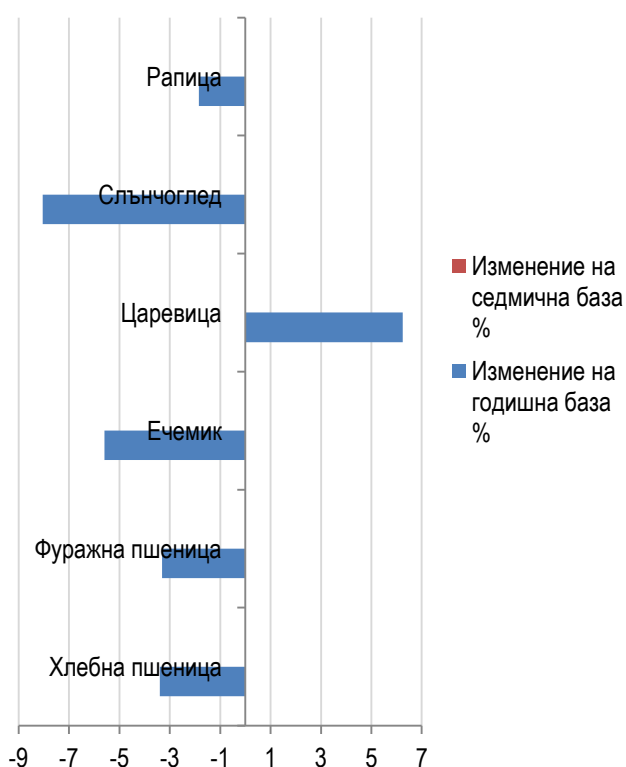 Рапица
Слънчоглед
Царевица
Ечемик
Фуражна пшеница
Хлебна пшеница
-9 -7 -5 -3 -1 1 3 5 7
Изменение на
седмична база
%
Изменение на
годишна база
%